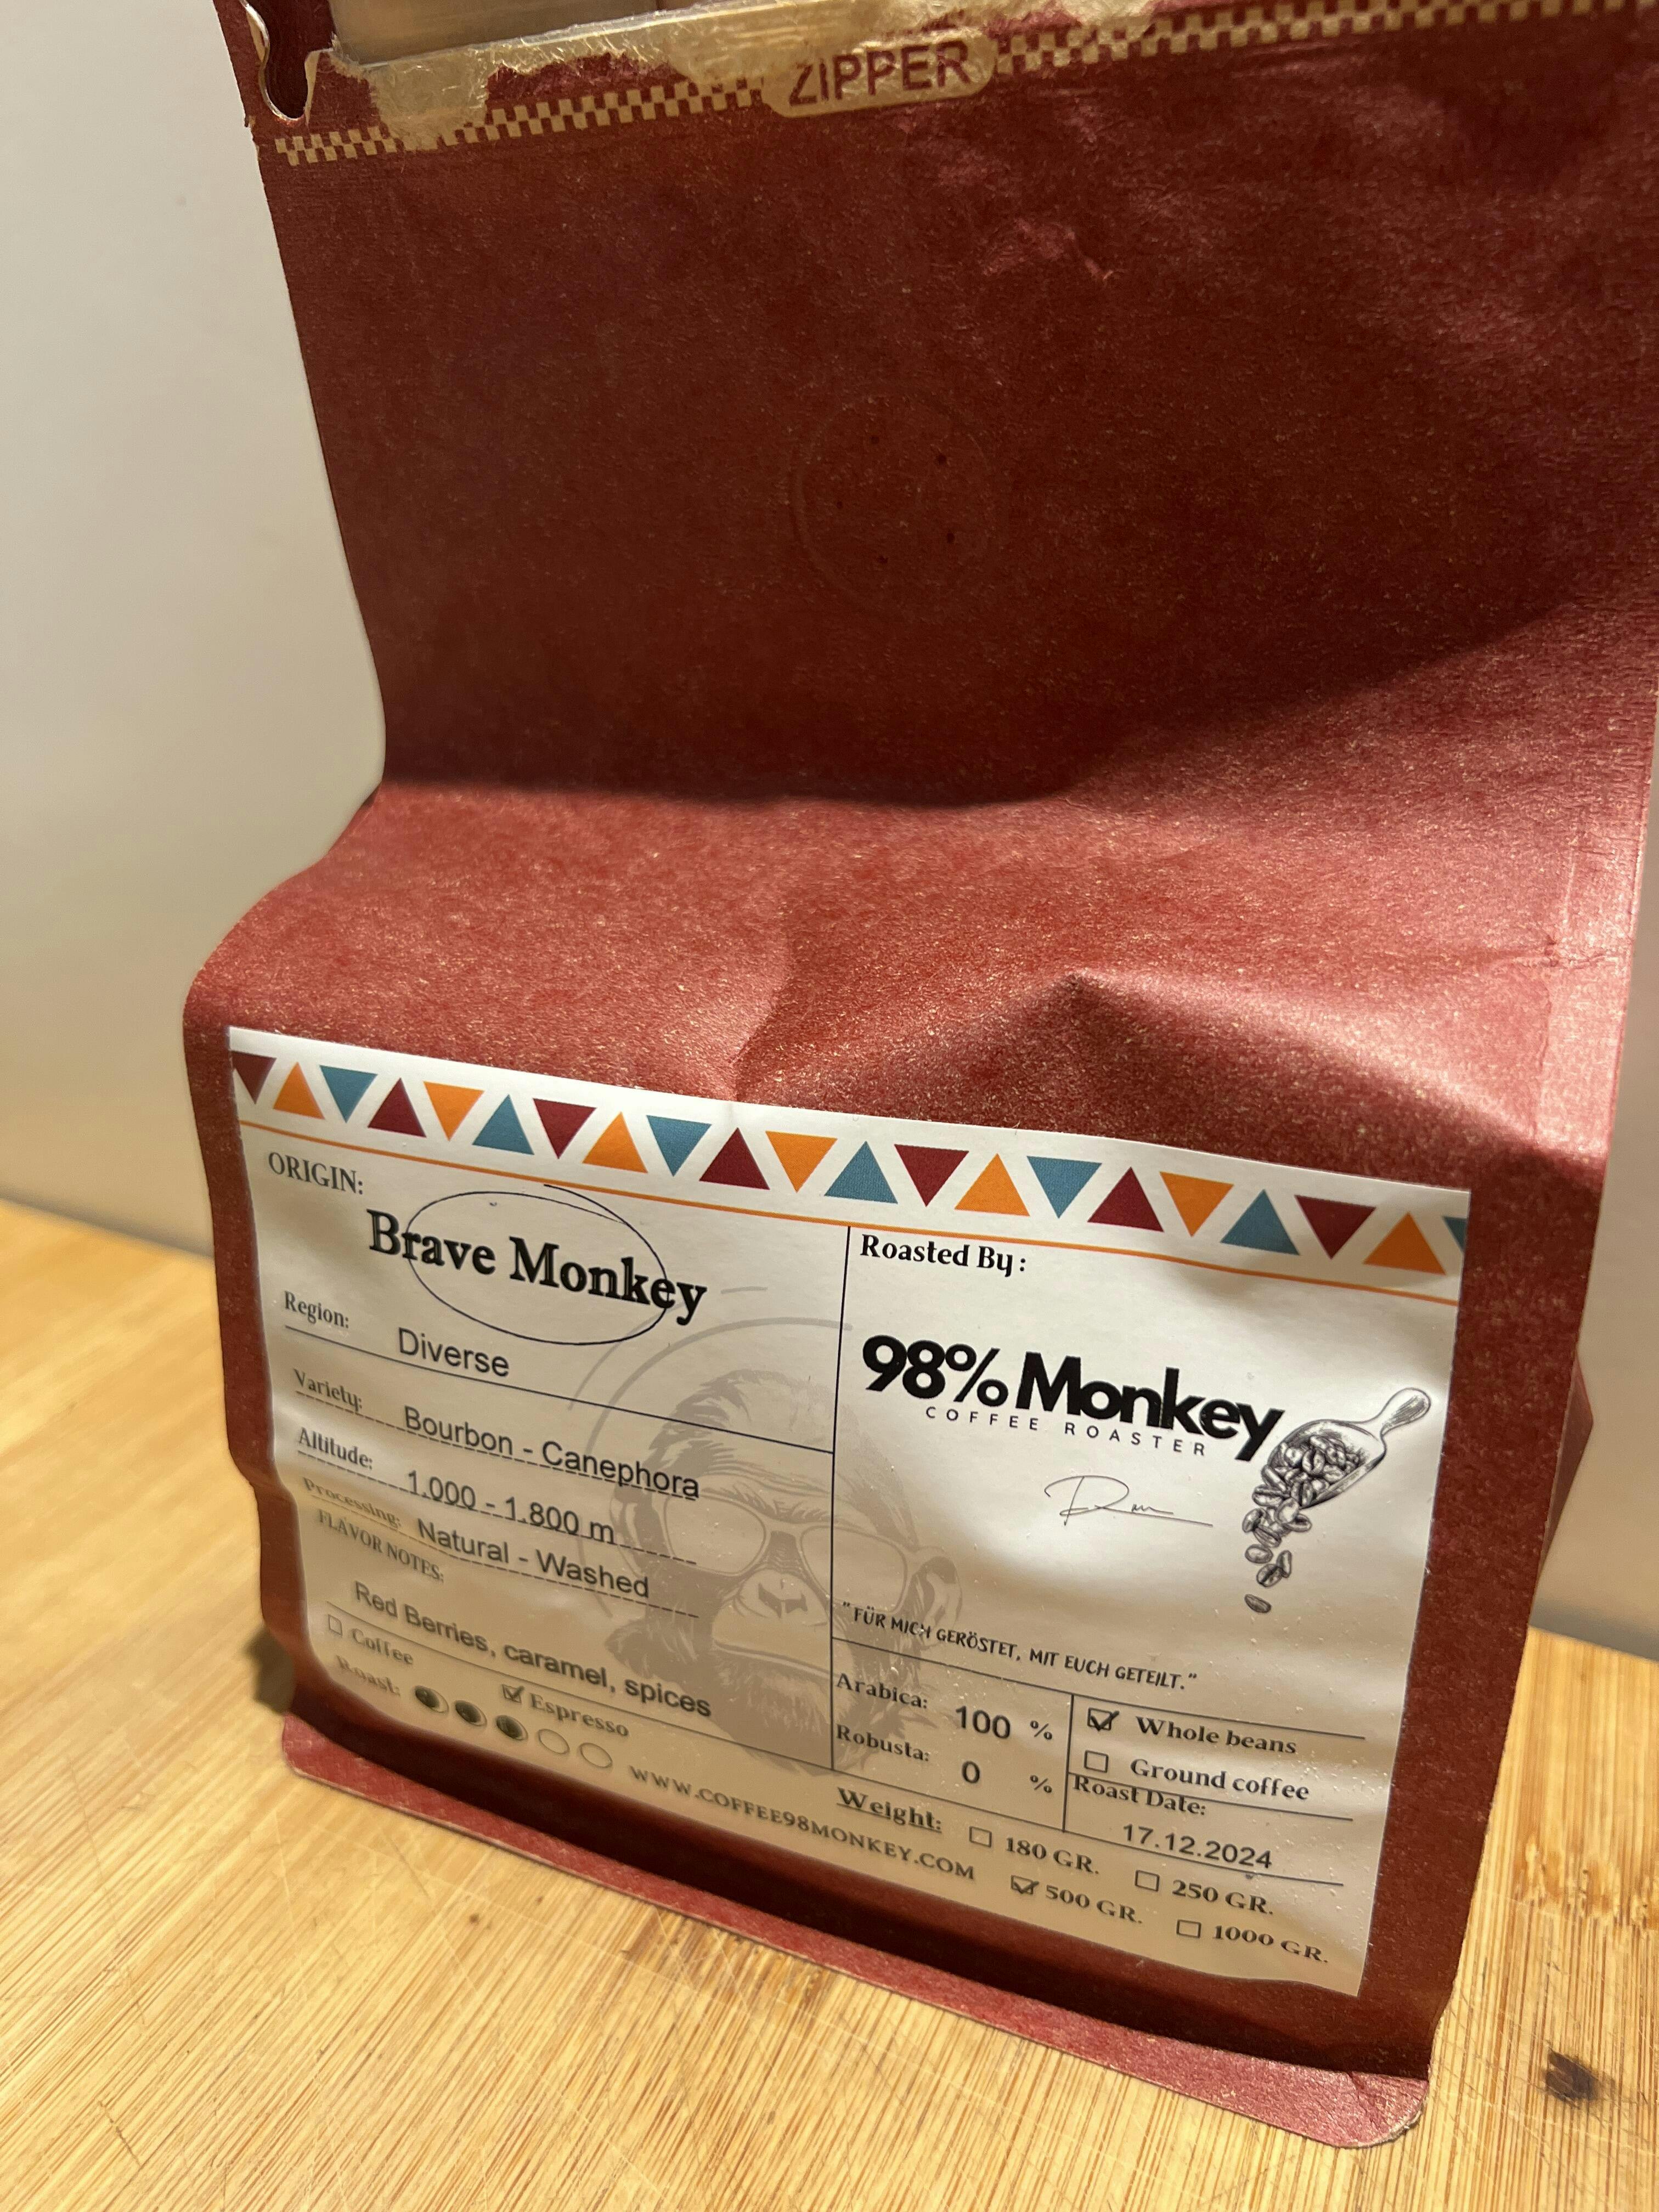 ZIPPER
ORIGIN:
Brave Monkey
Region: Diverse
Variety: Bourbon - Canephora
Altitude: 1.000 - 1.800 m
Processing: Natural - Washed
FLAVOR NOTES:
Red Berries, caramel, spices
Coffee
Espresso
Roast:
WWW.COFFEE98MONKEY.COM
Roasted By:
98% Monkey
COFFEE ROASTER
"FÜR MICH GERÖSTET, MIT EUCH GETEILT."
Arabica: 100 %
Robusta: 0 %
Whole beans
Ground coffee
Roast Date:
17.12.2024
Weight:
180 GR.
250 GR.
500 GR.
1000 GR.